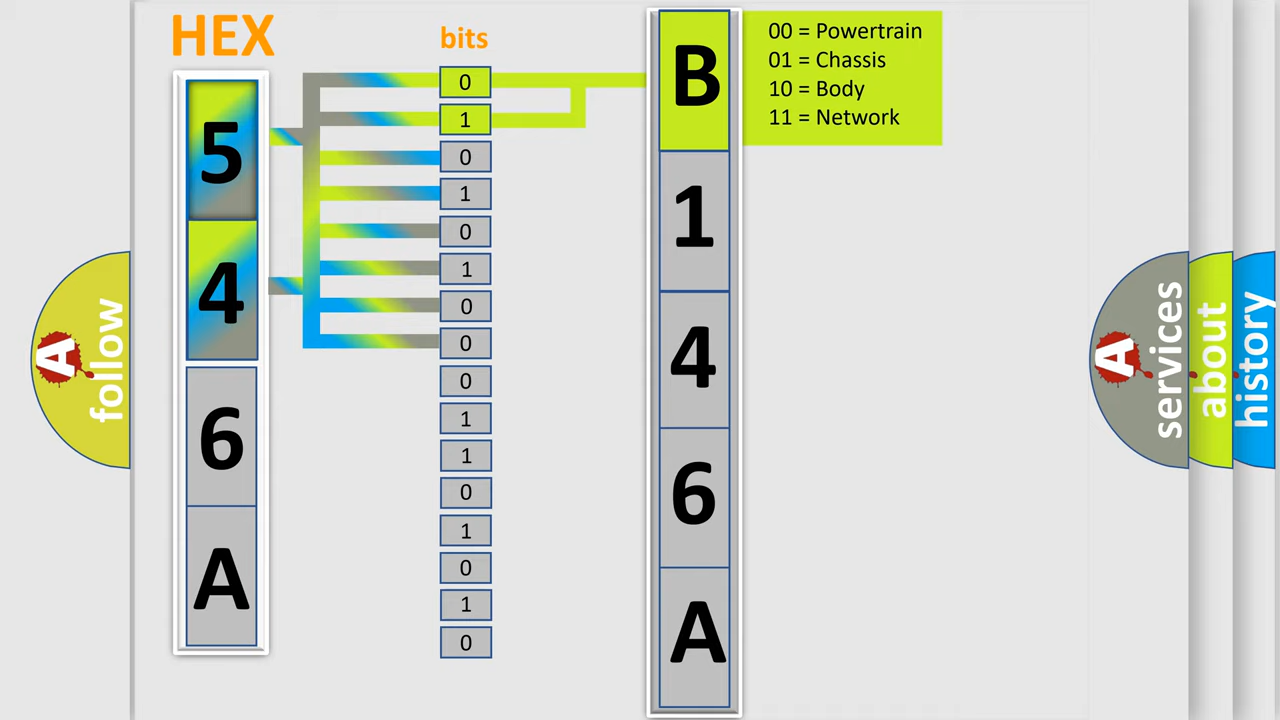 HEX
5
4
6
A
bits
0
1
0
1
0
1
0
0
0
1
1
0
1
0
1
0
B
1
4
6
A
00 = Powertrain
01 = Chassis
10 = Body
11 = Network
A
follow
A
services
about
history